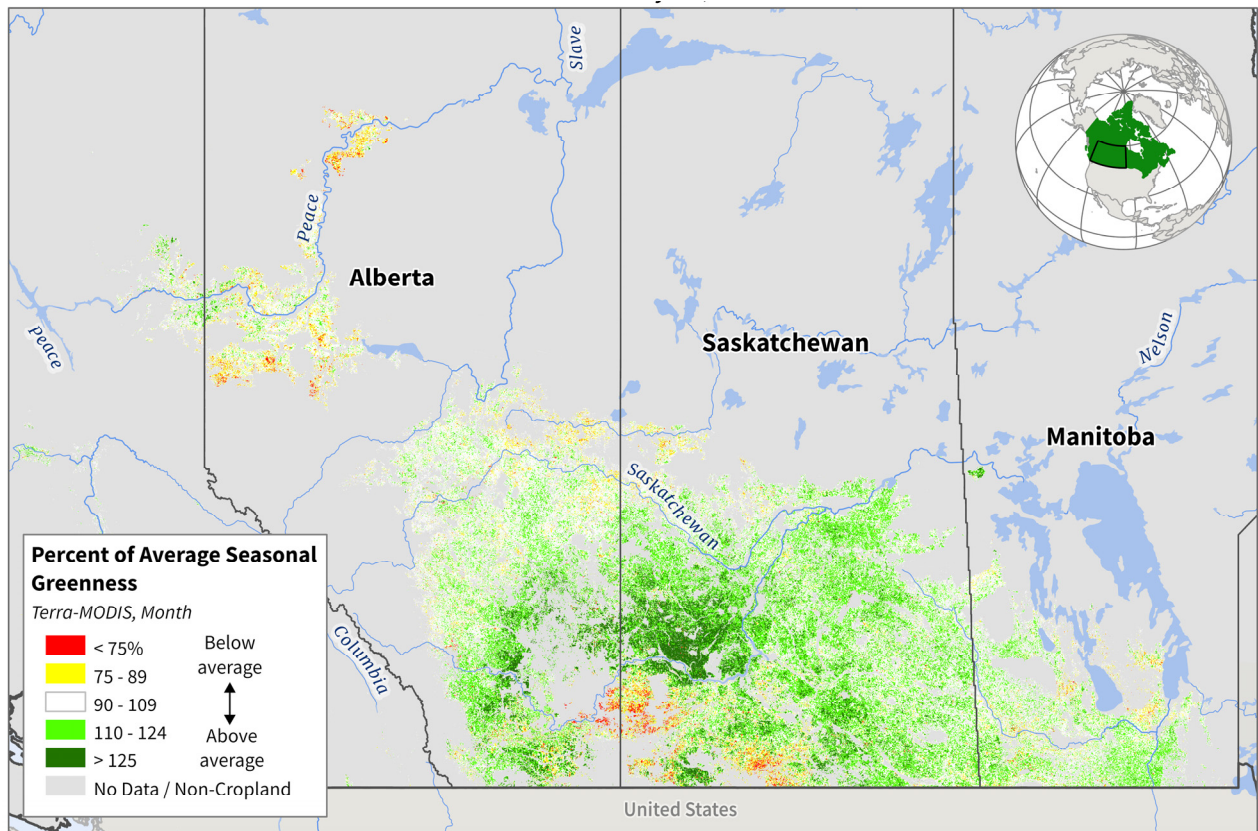 Slave
Peace
Alberta
Peace
Saskatchewan
Nelson
Manitoba
Saskatchewan
Columbia
Percent of Average Seasonal
Greenness
Terra-MODIS, Month
< 75%
Below
average
75 - 89
90 - 109
110 - 124
Above
average
> 125
No Data / Non-Cropland
United States